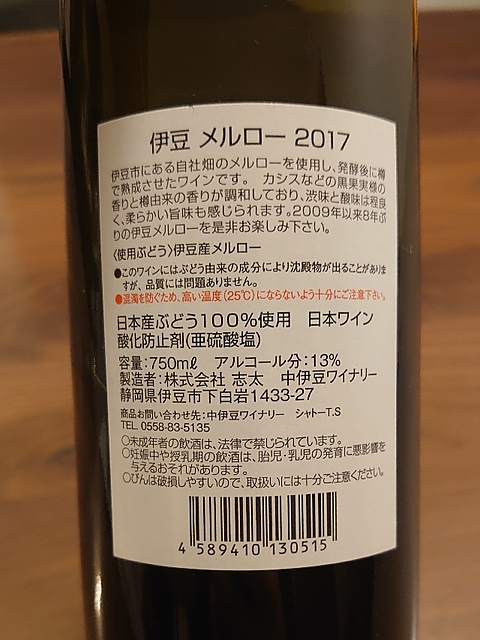 伊豆 メルロー 2017
伊豆市にある自社畑のメルローを使用し、発酵後に樽
で熟成させたワインです。 カシスなどの黒果実様の
香りと樽由来の香りが調和しており、渋味と酸味は程良
く、柔らかい旨味も感じられます。2009年以来8年ぶ
りの伊豆メルローを是非お楽しみ下さい。
〈使用ぶどう〉伊豆産メルロー
●このワインにはぶどう由来の成分により沈殿物が出ることがありま
すが、品質には問題ありません。
●混濁を防ぐため、高い温度(25℃)にならないよう十分にご注意下さい。
日本産ぶどう100%使用 日本ワイン
酸化防止剤(亜硫酸塩)
容量:750mℓ アルコール分:13%
製造者:株式会社 志太 中伊豆ワイナリー
静岡県伊豆市下白岩1433-27
商品お問い合わせ先:中伊豆ワイナリー シャトーT.S
TEL. 0558-83-5135
○未成年者の飲酒は、法律で禁じられています。
○妊娠中や授乳期の飲酒は、胎児・乳児の発育に悪影響を
与えるおそれがあります。
○びんは破損しやすいので、取扱いには十分ご注意ください。
4 589410 130515